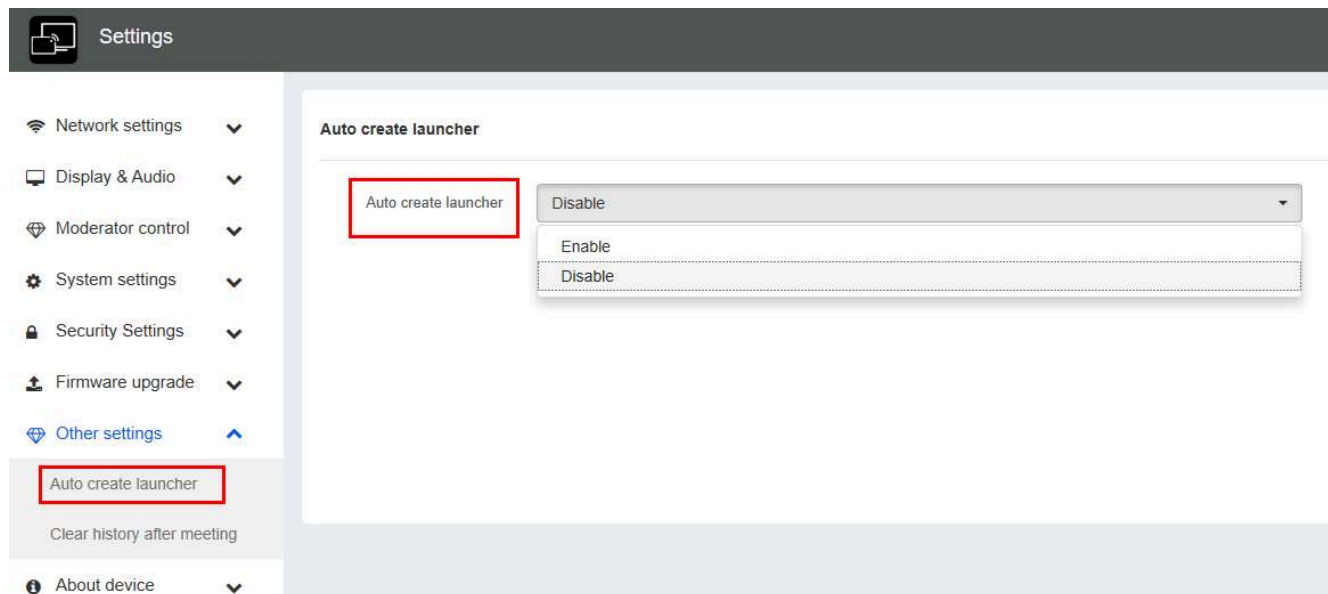 Settings
Network settings
Display & Audio
Moderator control
System settings
Security Settings
Firmware upgrade
Other settings
Auto create launcher
Clear history after meeting
About device
Auto create launcher
Auto create launcher
Disable
Enable
Disable